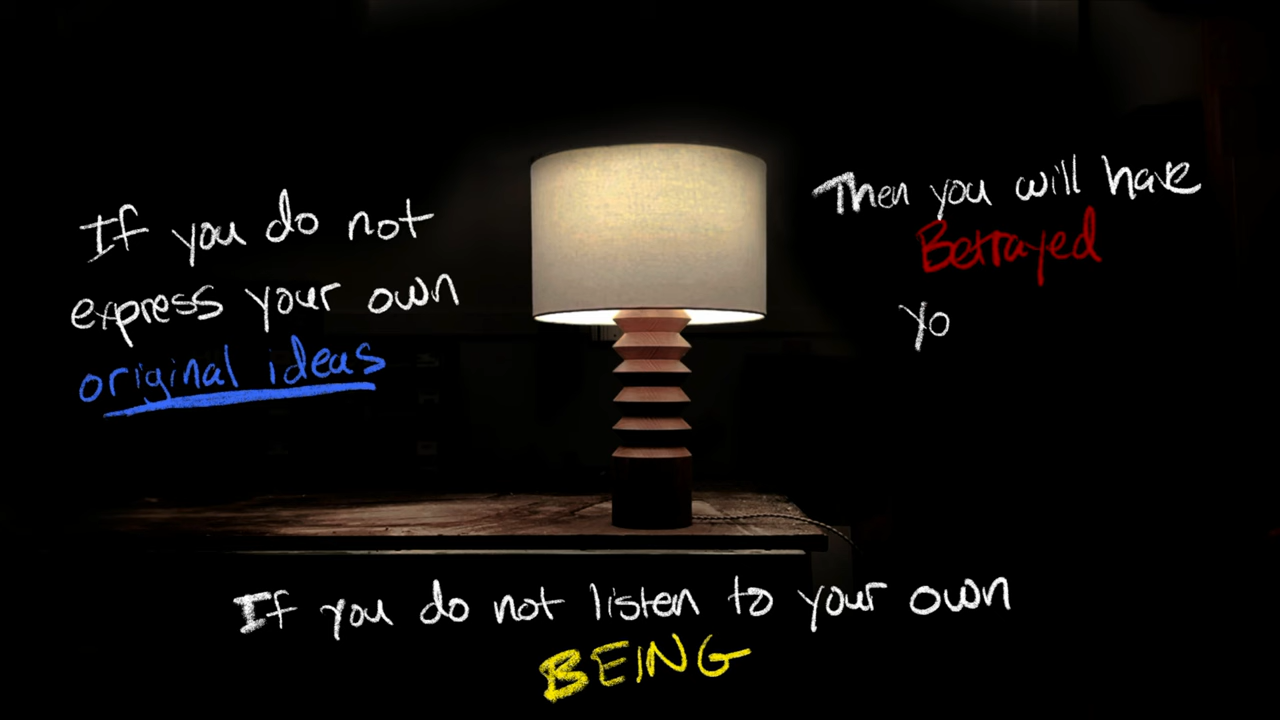 If you do not
express your own
original ideas
If you do not listen to your own
BEING
Then you will have
Betrayed
Yo